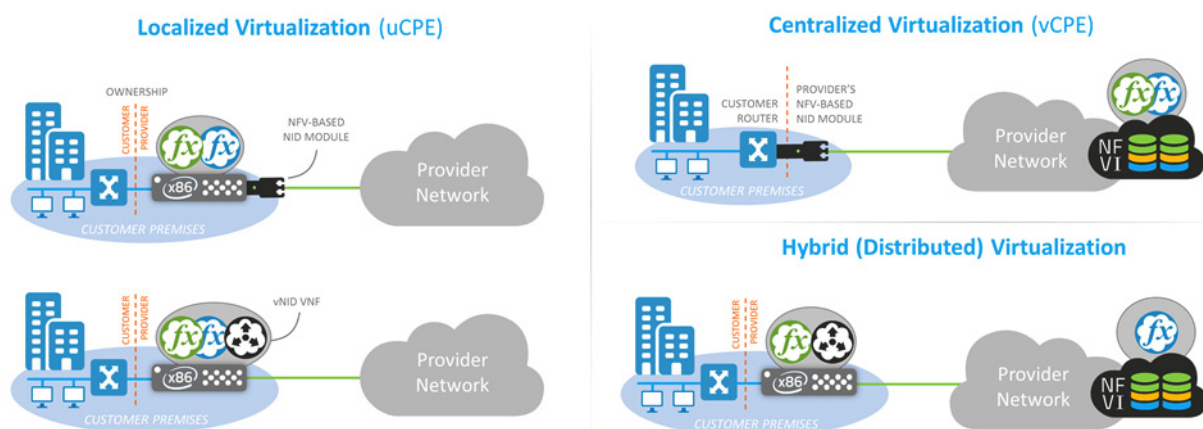 Localized Virtualization (uCPE)
OWNERSHIP
CUSTOMER
PROVIDER
NFV-BASED
NID MODULE
fx
fx
x86
Provider
Network
CUSTOMER PREMISES
CUSTOMER
PROVIDER
vNID VNF
fx
fx
x86
Provider
Network
CUSTOMER PREMISES
Centralized Virtualization (vCPE)
CUSTOMER
ROUTER
PROVIDER'S
NFV-BASED
NID MODULE
fx
fx
Provider
Network
NF
VI
CUSTOMER PREMISES
Hybrid (Distributed) Virtualization
CUSTOMER
PROVIDER
fx
x86
fx
Provider
Network
NF
VI
CUSTOMER PREMISES